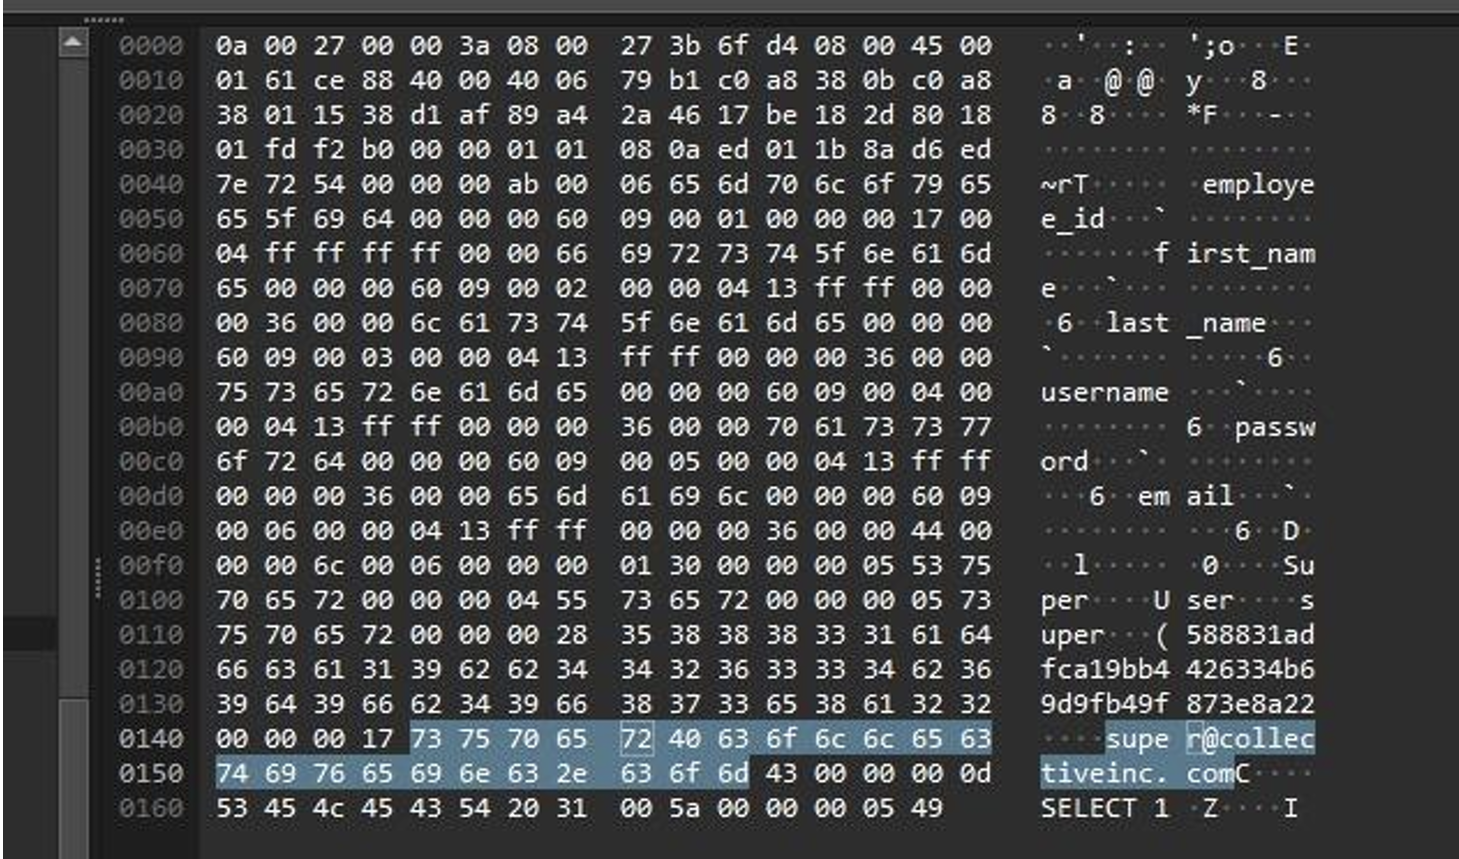 0000 0a 00 27 00 00 3a 08 00 27 3b 6f d4 08 00 45 00 ··'··:·· ';o···E·
0010 01 61 ce 88 40 00 40 06 79 b1 c0 a8 38 0b c0 a8 ·a··@·@· y···8···
0020 38 01 15 38 d1 af 89 a4 2a 46 17 be 18 2d 80 18 8··8···· *F···-··
0030 01 fd f2 b0 00 00 01 01 08 0a ed 01 1b 8a d6 ed ········ ········
0040 7e 72 54 00 00 00 ab 00 06 65 6d 70 6c 6f 79 65 ~rT····· ·employe
0050 65 5f 69 64 00 00 00 60 09 00 01 00 00 00 17 00 e_id···` ········
0060 04 ff ff ff ff 00 00 66 69 72 73 74 5f 6e 61 6d ·······f irst_nam
0070 65 00 00 00 60 09 00 02 00 00 04 13 ff ff 00 00 e···`··· ········
0080 00 36 00 00 6c 61 73 74 5f 6e 61 6d 65 00 00 00 ·6··last _name···
0090 60 09 00 03 00 00 04 13 ff ff 00 00 00 36 00 00 `······· ·····6··
00a0 75 73 65 72 6e 61 6d 65 00 00 00 60 09 00 04 00 username ···`····
00b0 00 04 13 ff ff 00 00 00 36 00 00 70 61 73 73 77 ········ 6··passw
00c0 6f 72 64 00 00 00 60 09 00 05 00 00 04 13 ff ff ord···`· ········
00d0 00 00 00 36 00 00 65 6d 61 69 6c 00 00 00 60 09 ···6··em ail···`·
00e0 00 06 00 00 04 13 ff ff 00 00 00 36 00 00 44 00 ········ ···6··D·
00f0 00 00 6c 00 06 00 00 00 01 30 00 00 00 05 53 75 ··l····· ·0····Su
0100 70 65 72 00 00 00 04 55 73 65 72 00 00 00 05 73 per····U ser····s
0110 75 70 65 72 00 00 00 28 35 38 38 38 33 31 61 64 uper···( 588831ad
0120 66 63 61 31 39 62 62 34 34 32 36 33 33 34 62 36 fca19bb4 426334b6
0130 39 64 39 66 62 34 39 66 38 37 33 65 38 61 32 32 9d9fb49f 873e8a22
0140 00 00 00 17 73 75 70 65 72 40 63 6f 6c 6c 65 63 ····supe r@collec
0150 74 69 76 65 69 6e 63 2e 63 6f 6d 43 00 00 00 0d tiveinc. comC····
0160 53 45 4c 45 43 54 20 31 00 5a 00 00 00 05 49 SELECT 1 ·Z····I